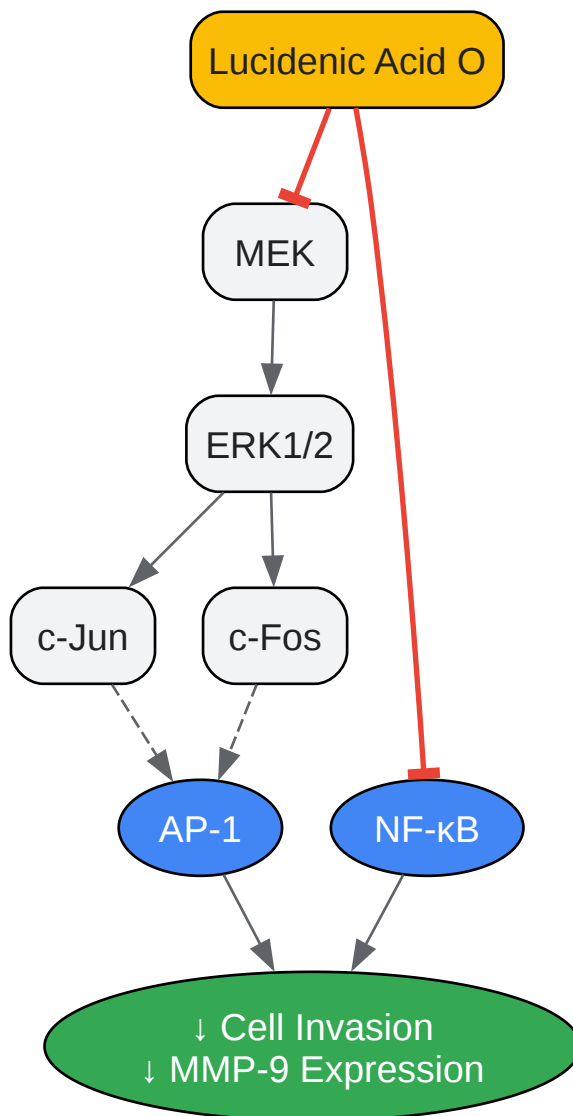 Lucidenic Acid O
MEK
ERK1/2
c-Jun
c-Fos
AP-1
NF-κB
↓ Cell Invasion
↓ MMP-9 Expression